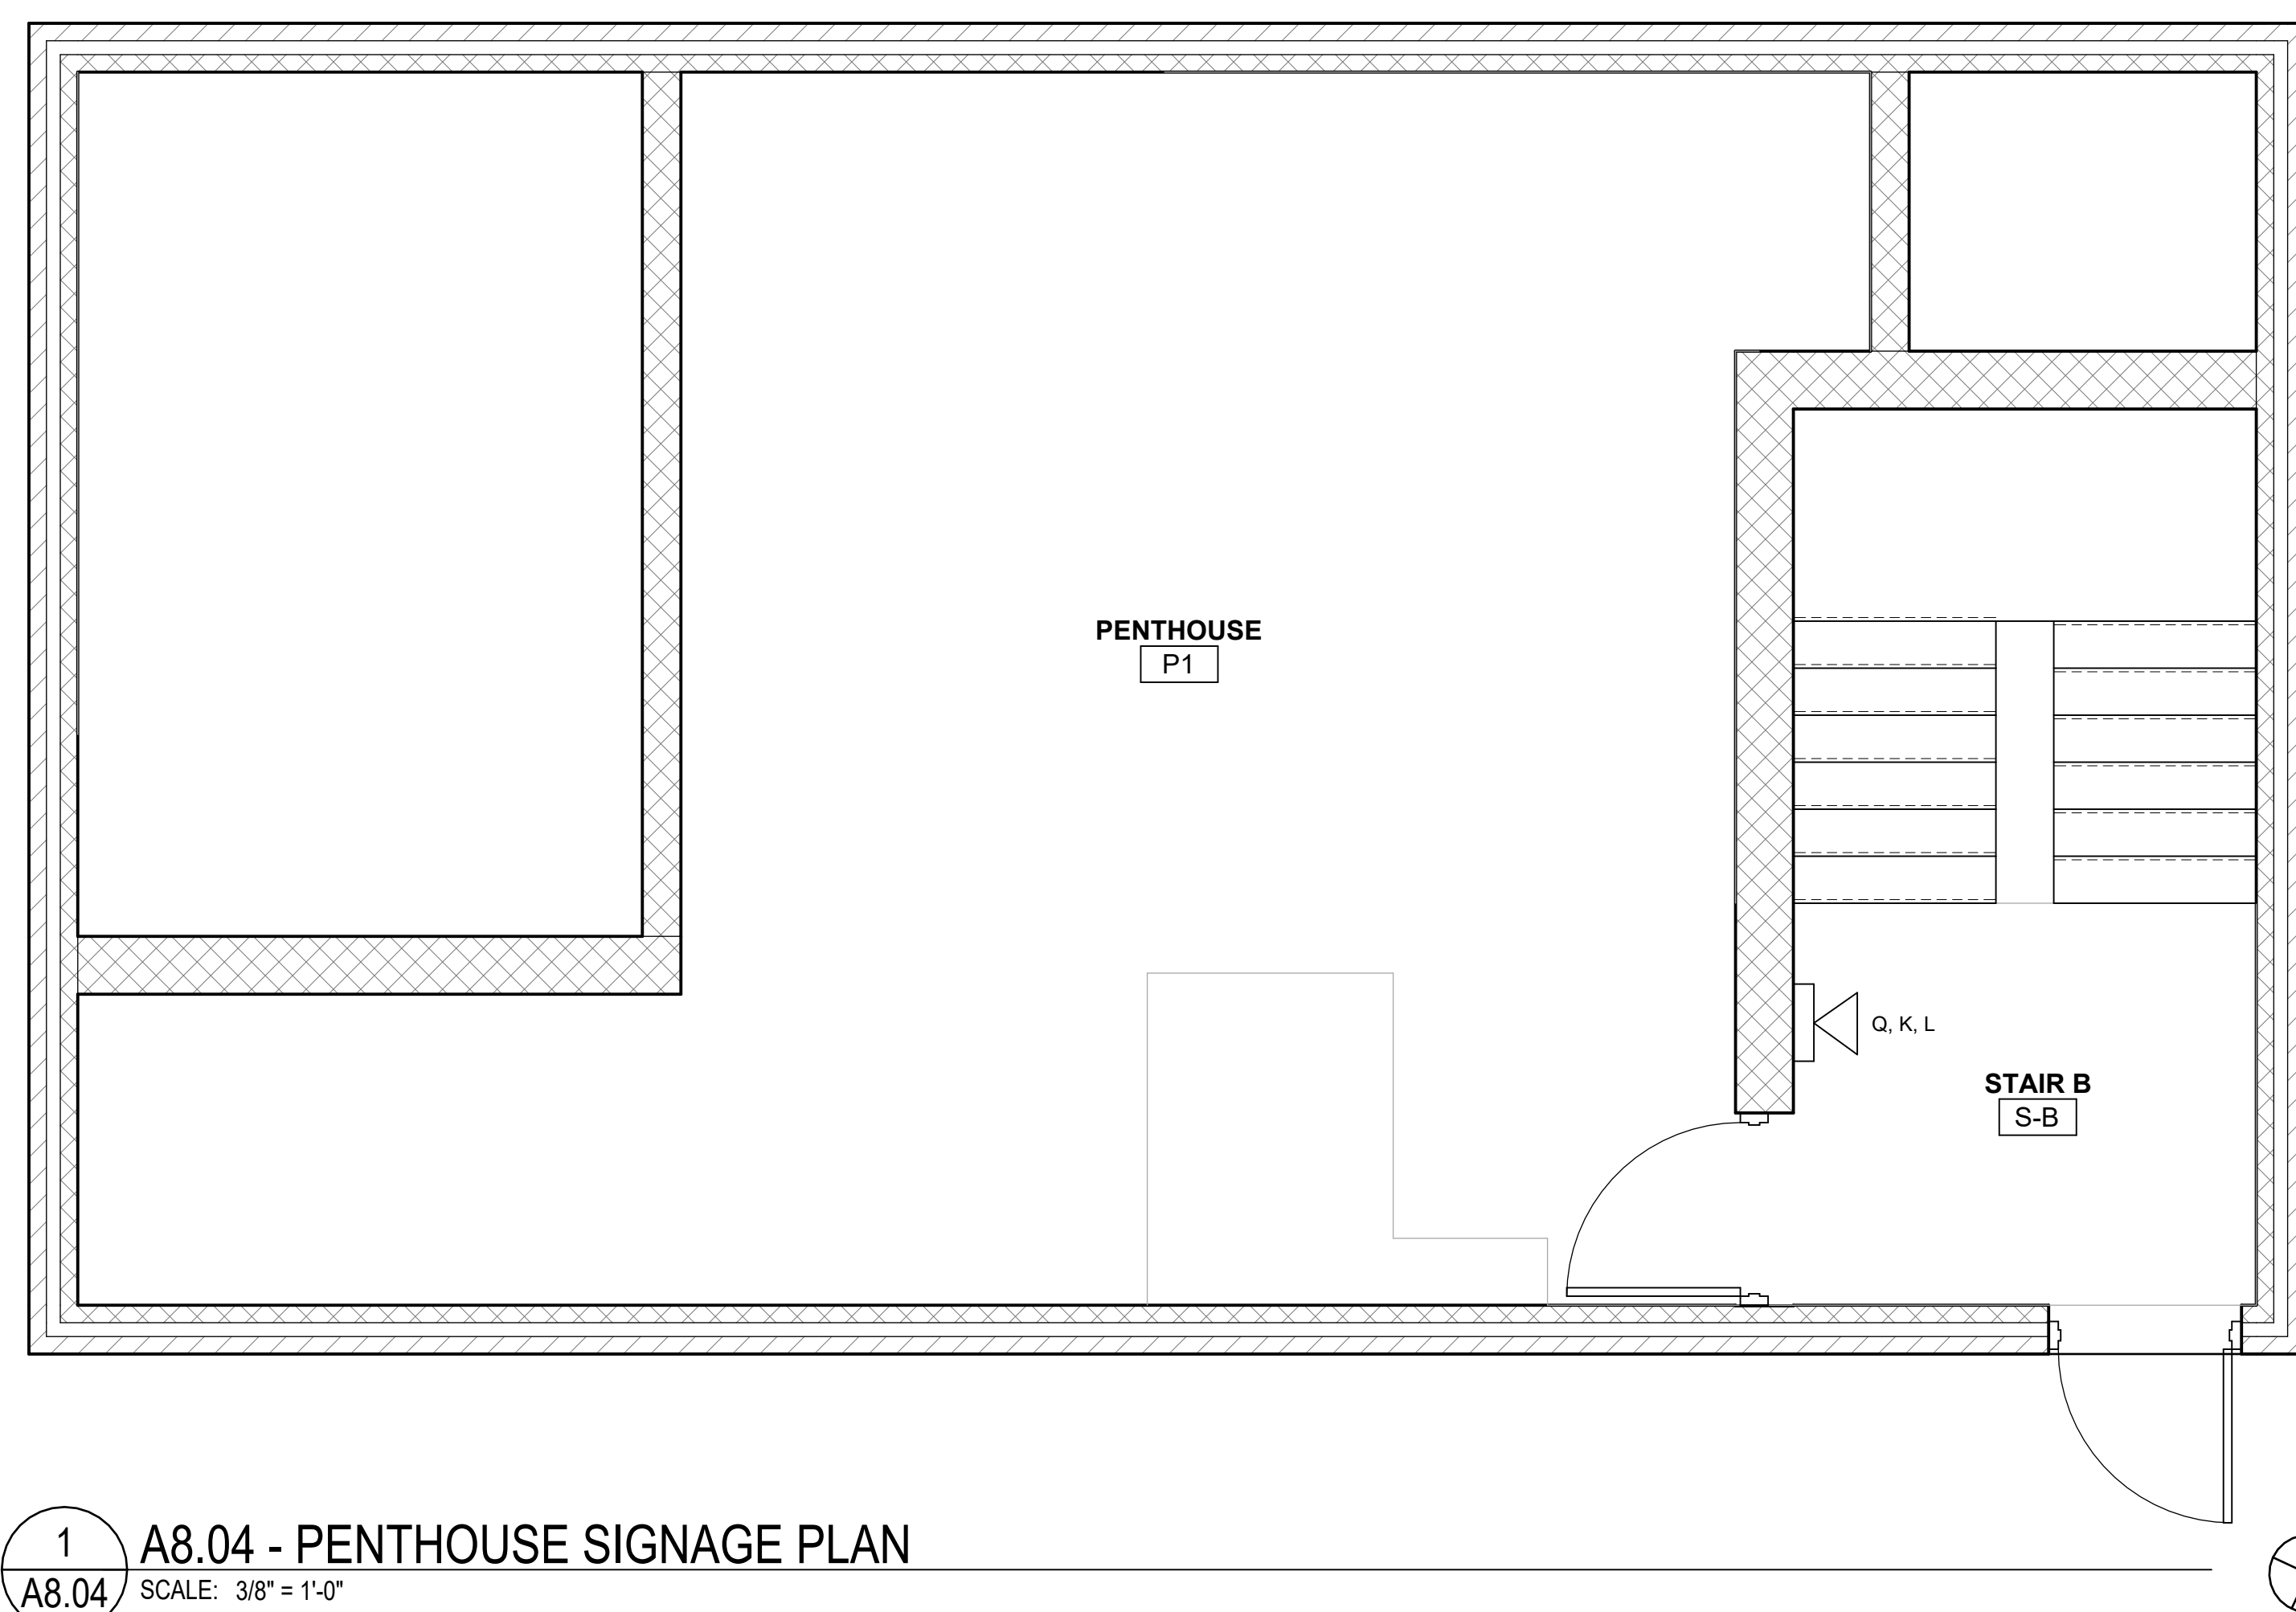 PENTHOUSE
P1
Q, K, L
STAIR B
S-B
1
A8.04
A8.04 - PENTHOUSE SIGNAGE PLAN
SCALE: 3/8" = 1'-0"